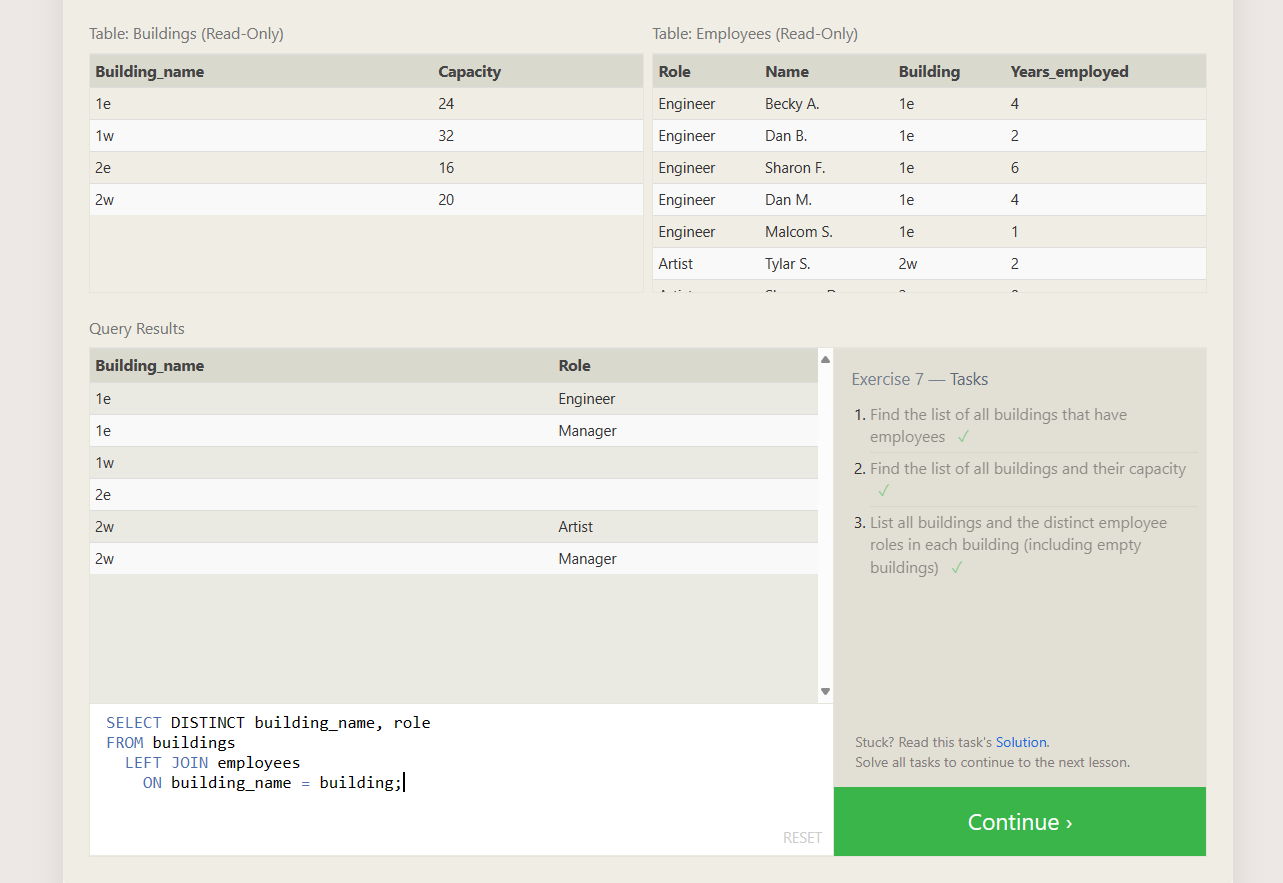 Table: Buildings (Read-Only)
Building_name Capacity
1e 24
1w 32
2e 16
2w 20
Table: Employees (Read-Only)
Role Name Building Years_employed
Engineer Becky A. 1e 4
Engineer Dan B. 1e 2
Engineer Sharon F. 1e 6
Engineer Dan M. 1e 4
Engineer Malcom S. 1e 1
Artist Tylar S. 2w 2
Query Results
Building_name Role
1e Engineer
1e Manager
1w
2e
2w Artist
2w Manager
SELECT DISTINCT building_name, role
FROM buildings
LEFT JOIN employees
ON building_name = building;
RESET
Exercise 7 — Tasks
1. Find the list of all buildings that have
employees ✓
2. Find the list of all buildings and their capacity
✓
3. List all buildings and the distinct employee
roles in each building (including empty
buildings) ✓
Stuck? Read this task's Solution.
Solve all tasks to continue to the next lesson.
Continue ›